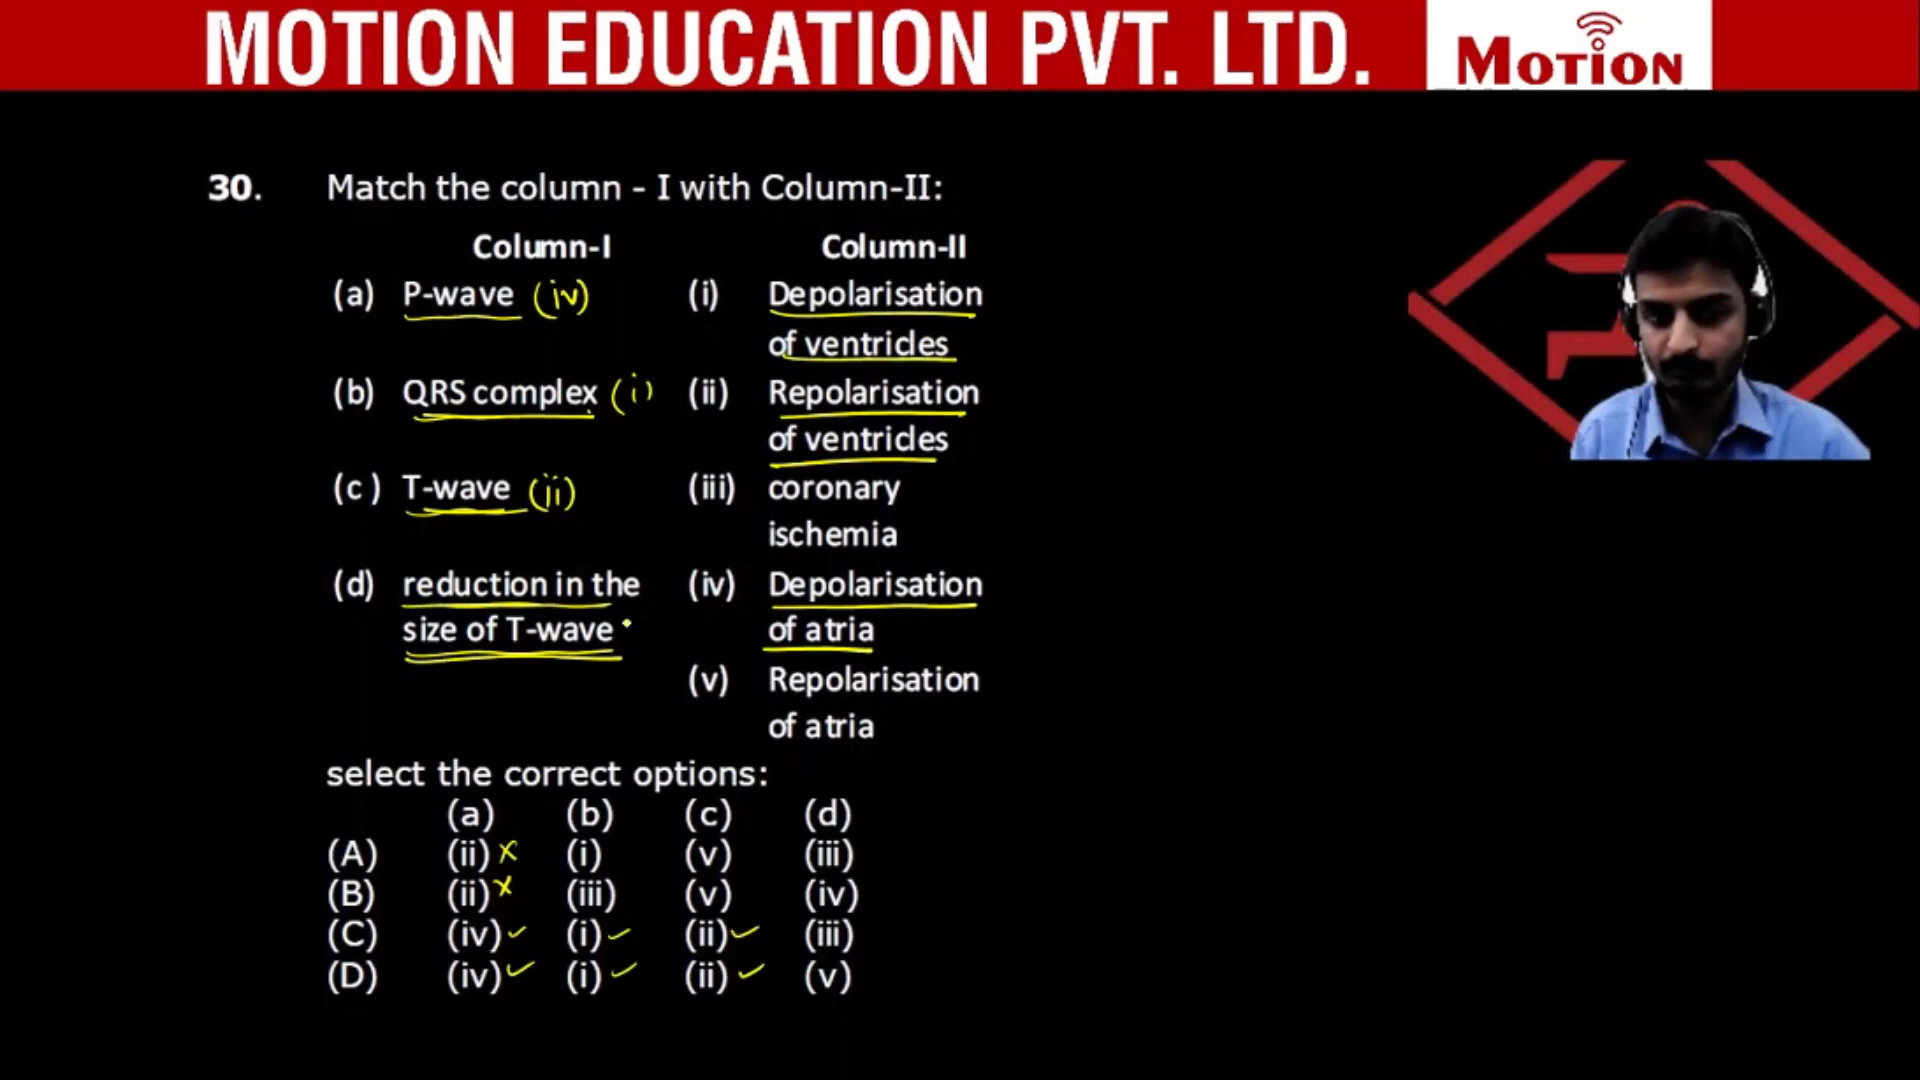 MOTION EDUCATION PVT. LTD.
MOTION
30. Match the column - I with Column-II:
Column-I Column-II
(a) P-wave (iv) (i) Depolarisation
of ventricles
(b) QRS complex (i) (ii) Repolarisation
of ventricles
(c ) T-wave (ii) (iii) coronary
ischemia
(d) reduction in the (iv) Depolarisation
size of T-wave of atria
(v) Repolarisation
of atria
select the correct options:
(a) (b) (c) (d)
(A) (ii) x (i) (v) (iii)
(B) (ii) x (iii) (v) (iv)
(C) (iv) ✓ (i) ✓ (ii) ✓ (iii)
(D) (iv) ✓ (i) ✓ (ii) ✓ (v)